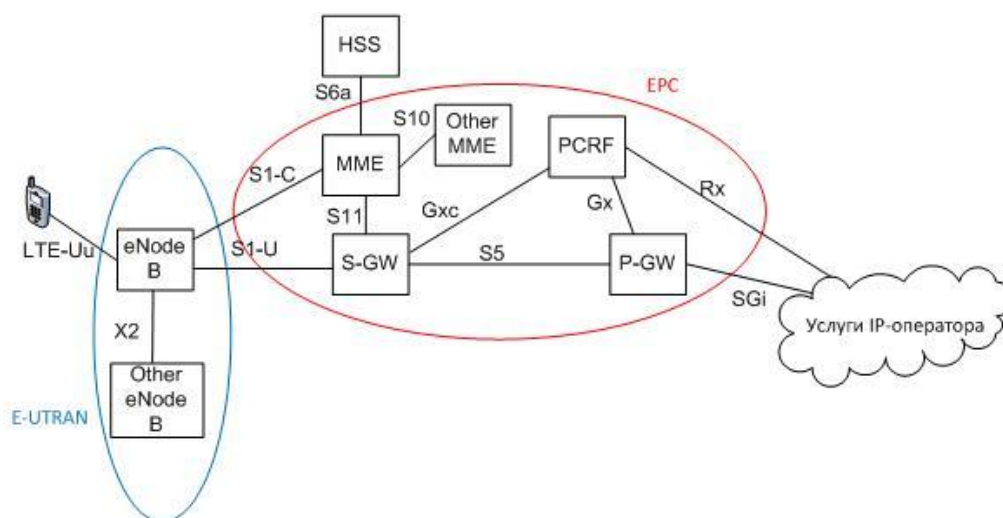 HSS
S6a
EPC
S10
Other
MME
PCRF
MME
S1-C
Rx
S11
Gxc
Gx
LTE-Uu
eNode
B
S1-U
S-GW
S5
P-GW
SGi
Услуги IP-оператора
X2
Other
eNode
B
E-UTRAN